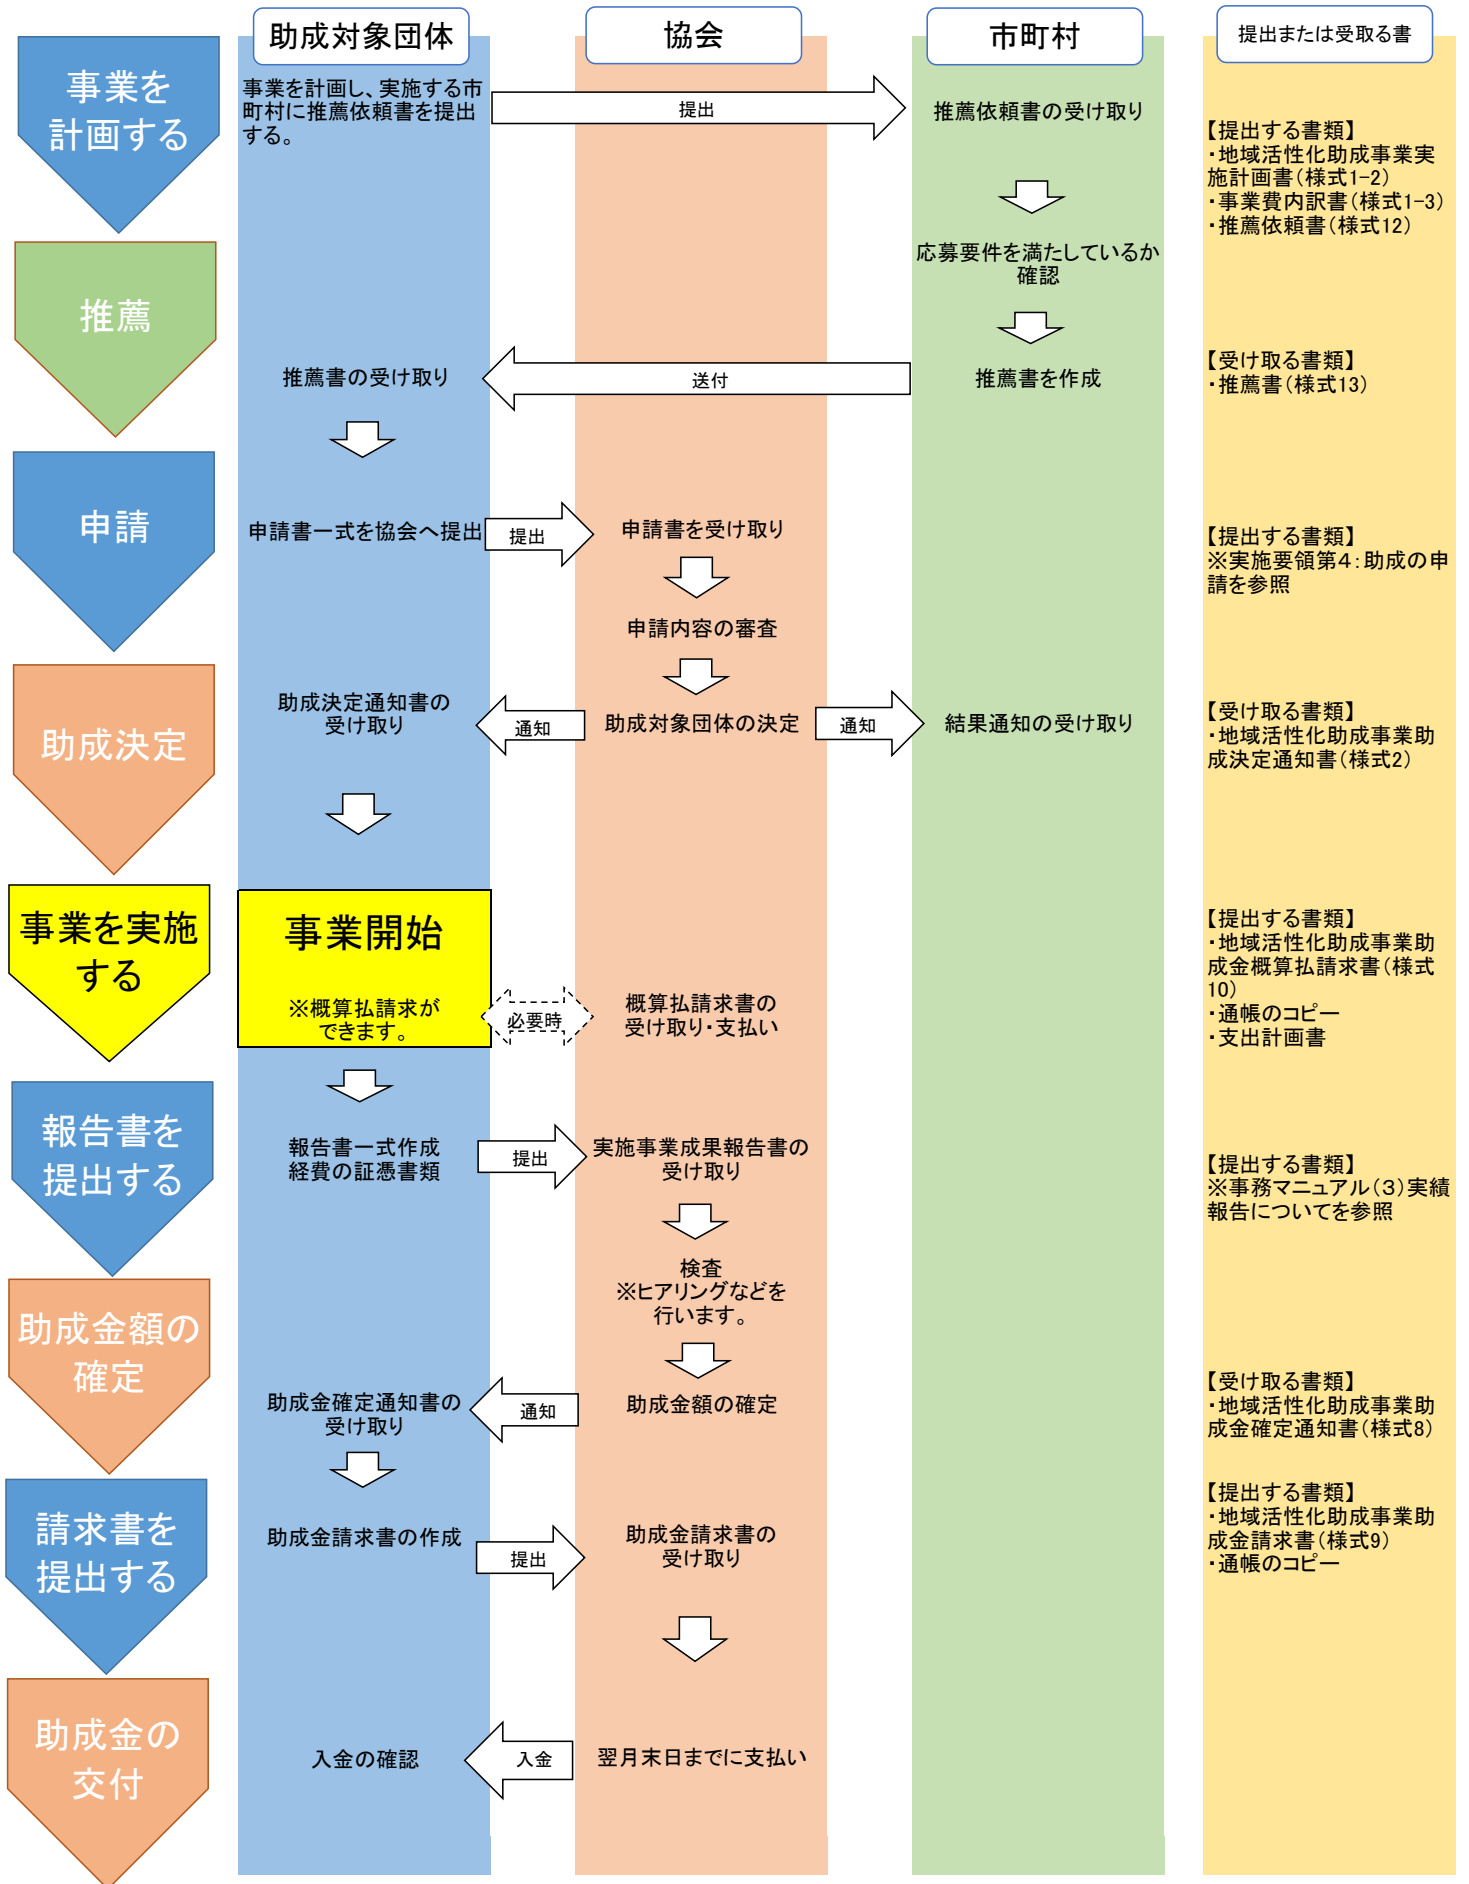 助成対象団体
協会
市町村
提出または受取る書
事業を
計画する
事業を計画し、実施する市
町村に推薦依頼書を提出
する。
提出
推薦依頼書の受け取り
【提出する書類】
・地域活性化助成事業実
施計画書（様式1-2）
・事業費内訳書（様式1-3）
・推薦依頼書（様式12）
応募要件を満たしているか
確認
推薦
推薦書の受け取り
送付
推薦書を作成
【受け取る書類】
・推薦書（様式13）
申請
申請書一式を協会へ提出
提出
申請書を受け取り
【提出する書類】
※実施要領第４：助成の申
請を参照
申請内容の審査
助成決定
助成決定通知書の
受け取り
通知
助成対象団体の決定
通知
結果通知の受け取り
【受け取る書類】
・地域活性化助成事業助
成決定通知書（様式2）
事業を実施
する
事業開始
※概算払請求が
できます。
必要時
概算払請求書の
受け取り・支払い
【提出する書類】
・地域活性化助成事業助
成金概算払請求書（様式
10）
・通帳のコピー
・支出計画書
報告書を
提出する
報告書一式作成
経費の証憑書類
提出
実施事業成果報告書の
受け取り
【提出する書類】
※事務マニュアル（３）実績
報告についてを参照
検査
※ヒアリングなどを
行います。
助成金額の
確定
助成金確定通知書の
受け取り
通知
助成金額の確定
【受け取る書類】
・地域活性化助成事業助
成金確定通知書（様式8）
請求書を
提出する
助成金請求書の作成
提出
助成金請求書の
受け取り
【提出する書類】
・地域活性化助成事業助
成金請求書（様式9）
・通帳のコピー
助成金の
交付
入金の確認
入金
翌月末日までに支払い